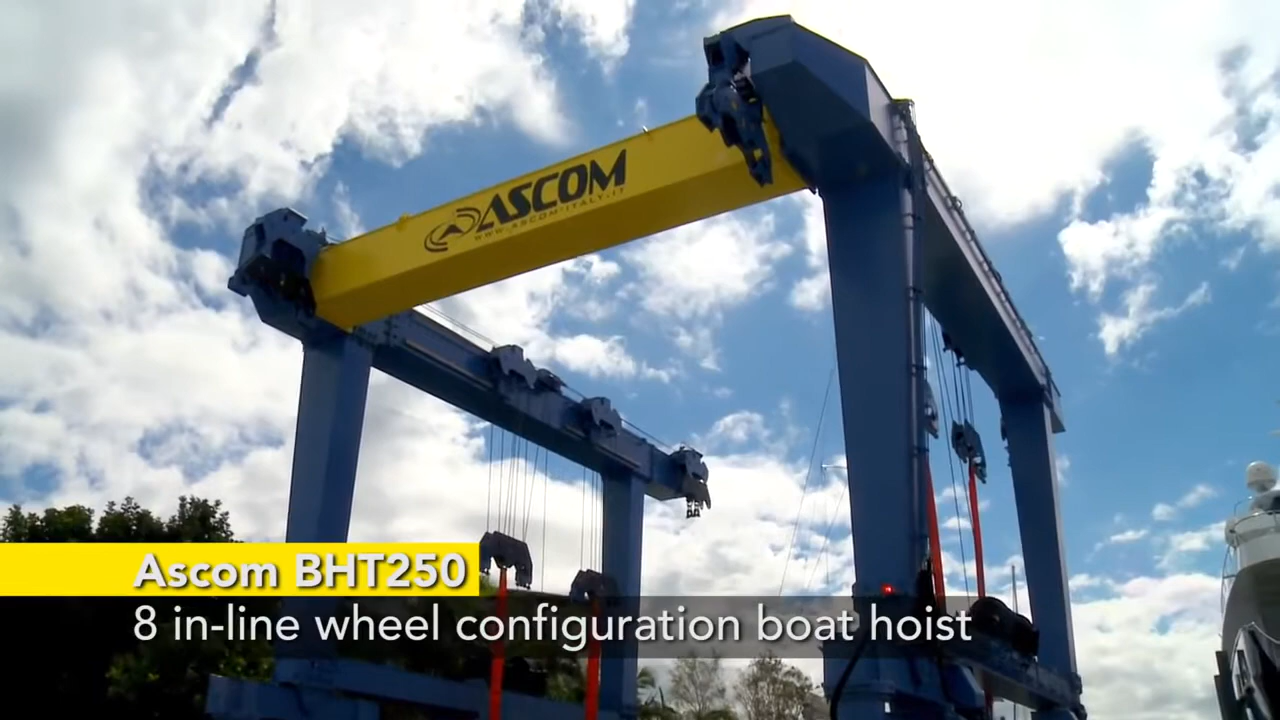 ASCOM
WWW.ASCOM-ITALY.IT
Ascom BHT250
8 in-line wheel configuration boat hoist